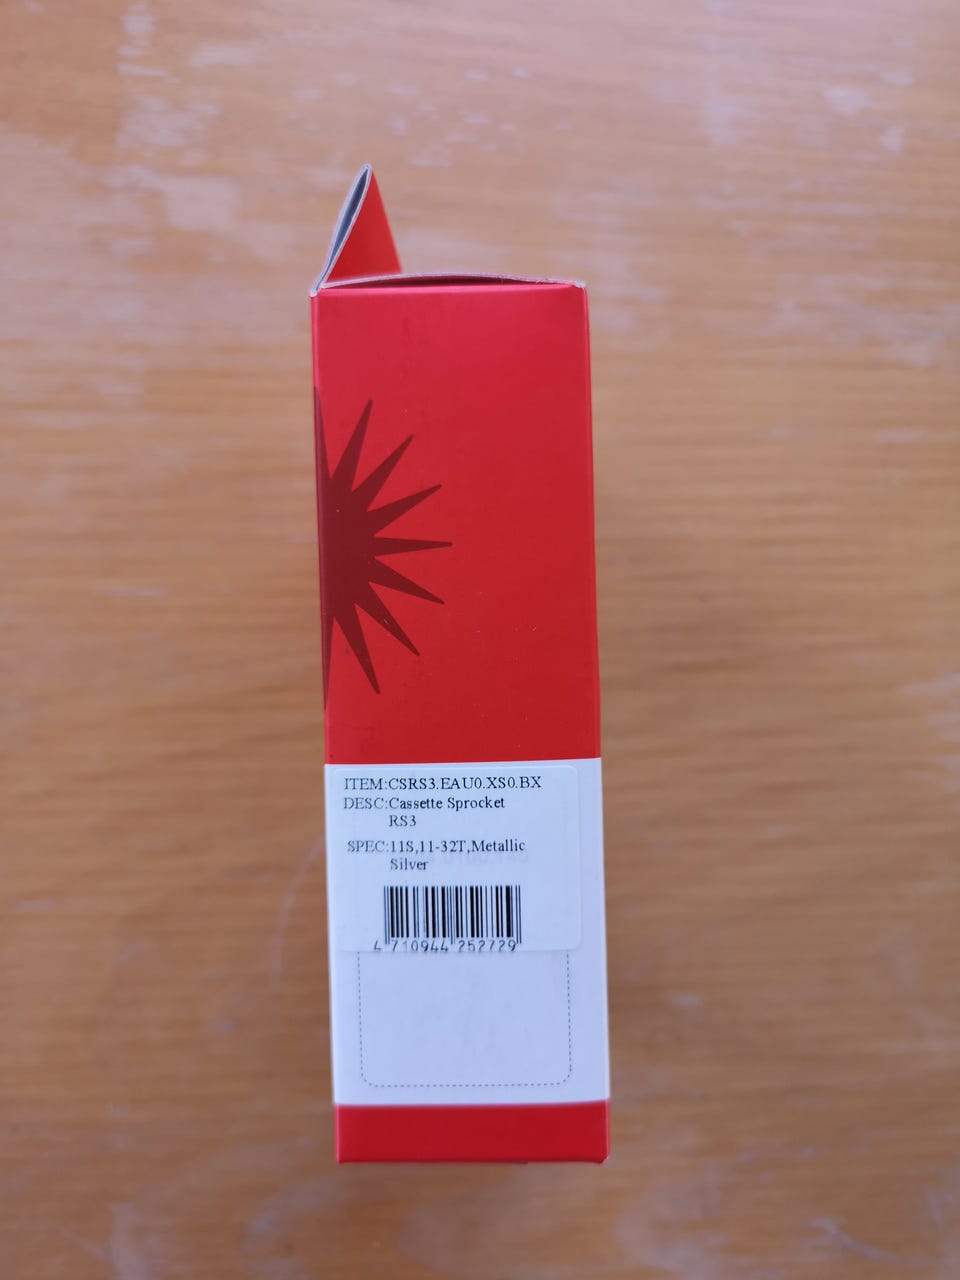 ITEM:CSRS3.EAU0.XS0.BX
DESC:Cassette Sprocket
RS3
SPEC:11S,11-32T,Metallic
Silver
4 710944 252729